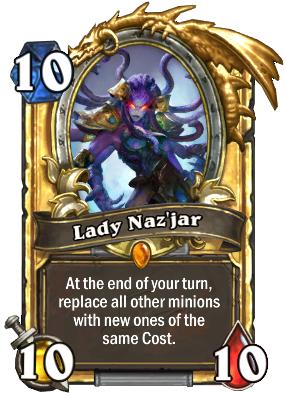 10
Lady Naz'jar
At the end of your turn,
replace all other minions
with new ones of the
same Cost.
10
10